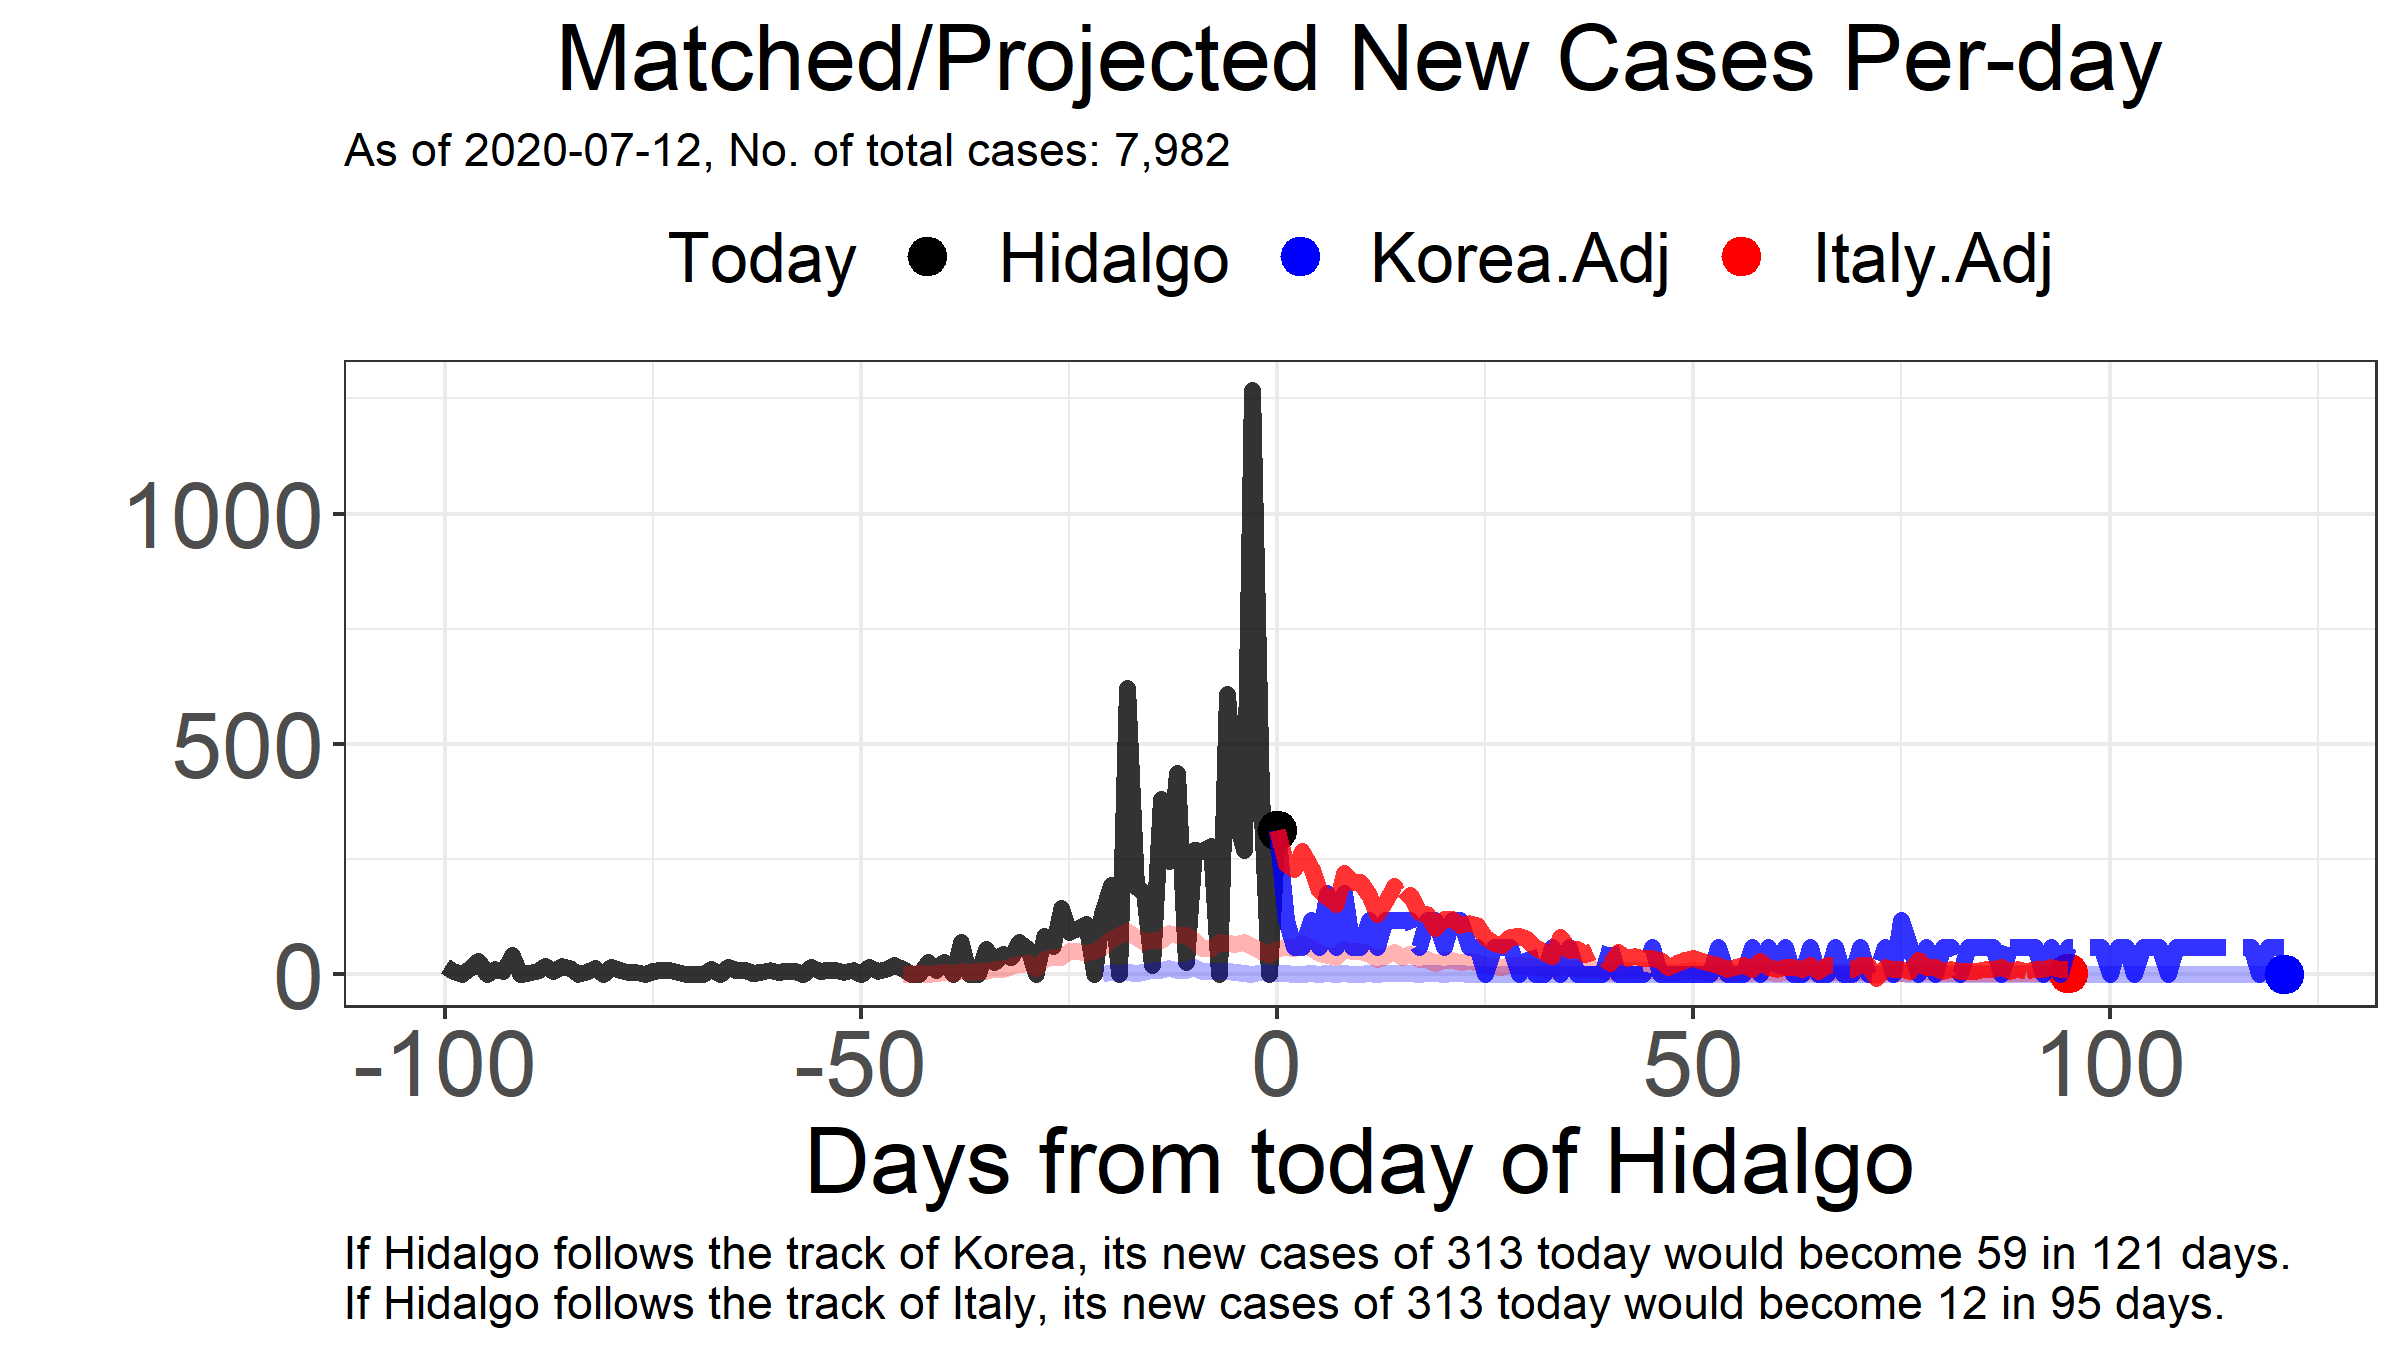 Matched/Projected New Cases Per-day
As of 2020-07-12, No. of total cases: 7,982
Today Hidalgo Korea.Adj Italy.Adj
1000
500
0
-100 -50 0 50 100
Days from today of Hidalgo
If Hidalgo follows the track of Korea, its new cases of 313 today would become 59 in 121 days.
If Hidalgo follows the track of Italy, its new cases of 313 today would become 12 in 95 days.